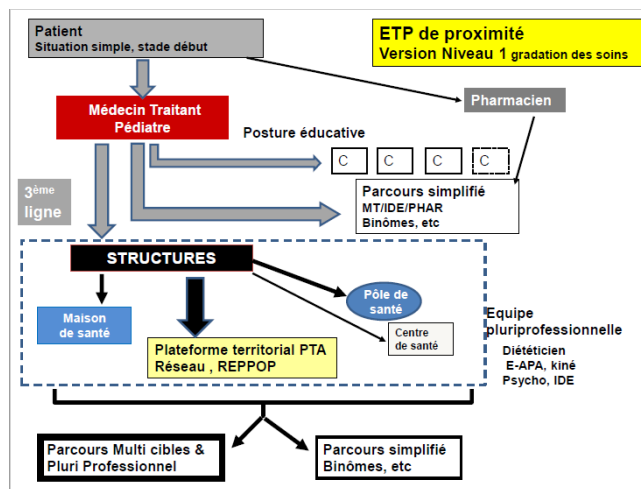 Patient
Situation simple, stade début
ETP de proximité
Version Niveau 1 gradation des soins
Médecin Traitant
Pédiatre
Pharmacien
Posture éducative
C
C
C
C
3ème
ligne
Parcours simplifié
MT/IDE/PHAR
Binômes, etc
STRUCTURES
Maison
de santé
Pôle de
santé
Centre
de santé
Plateforme territorial PTA
Réseau , REPPOP
Equipe
pluriprofessionnelle
Diététicien
E-APA, kiné
Psycho, IDE
Parcours Multi cibles &
Pluri Professionnel
Parcours simplifié
Binômes, etc